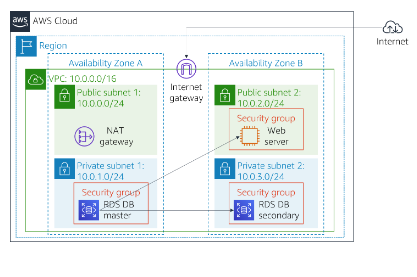 aws
AWS Cloud
Internet
Region
Availability Zone A
Availability Zone B
VPC: 10.0.0.0/16
Internet
gateway
Public subnet 1:
10.0.0.0/24
Public subnet 2:
10.0.2.0/24
Security group
NAT
gateway
Web
server
Private subnet 1:
10.0.1.0/24
Private subnet 2:
10.0.3.0/24
Security group
Security group
RDS DB
master
RDS DB
secondary